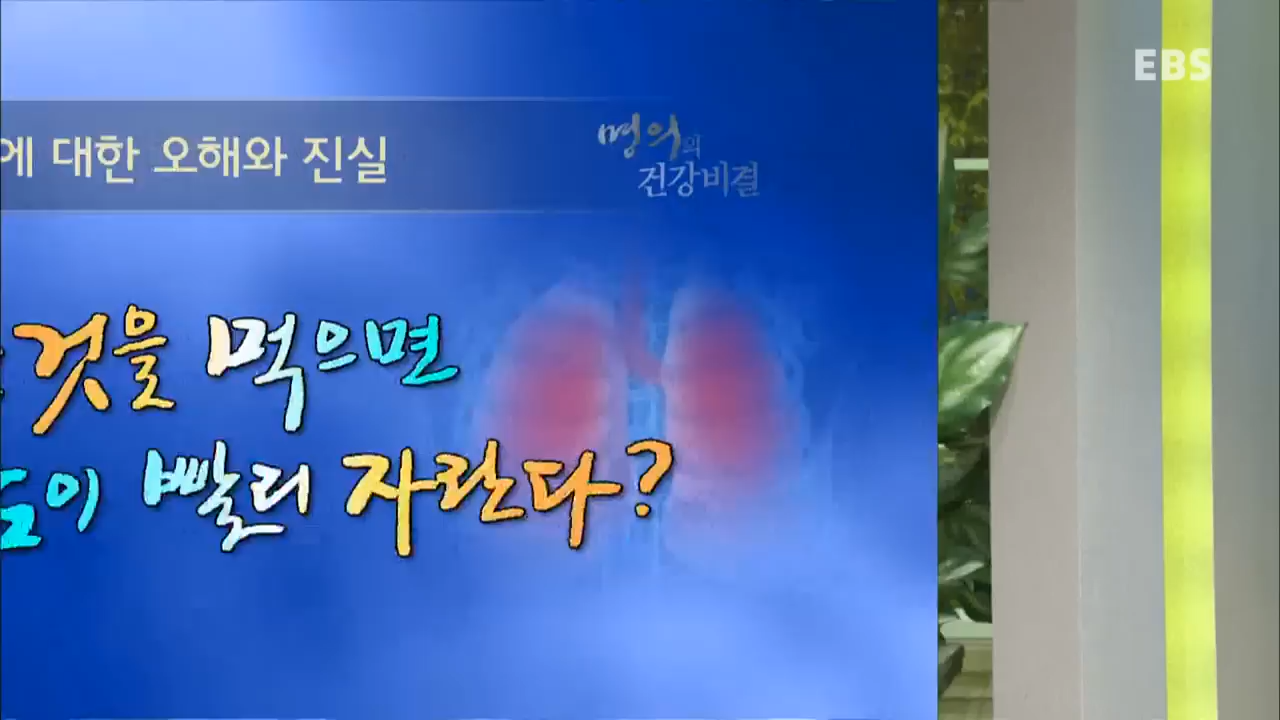 EBS
에 대한 오해와 진실
명의의
건강비결
것을 먹으면
빨리 자란다?